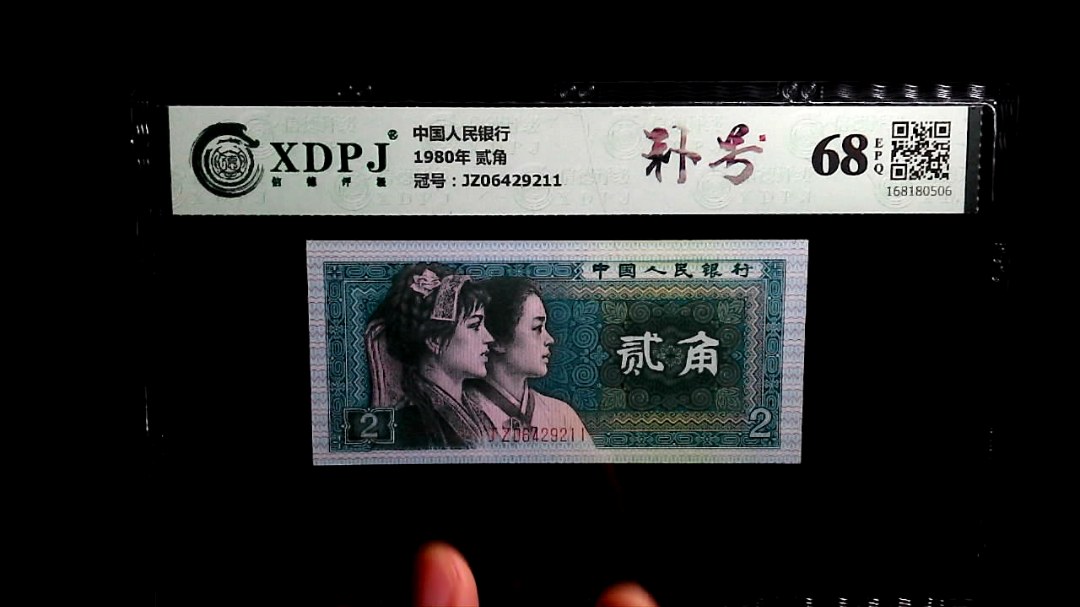 XDPJ
信德评级
中国人民银行
1980年 贰角
冠号：JZ06429211
补号
68
EPQ
168180506
中国人民银行
贰角
2
2
JZ06429211